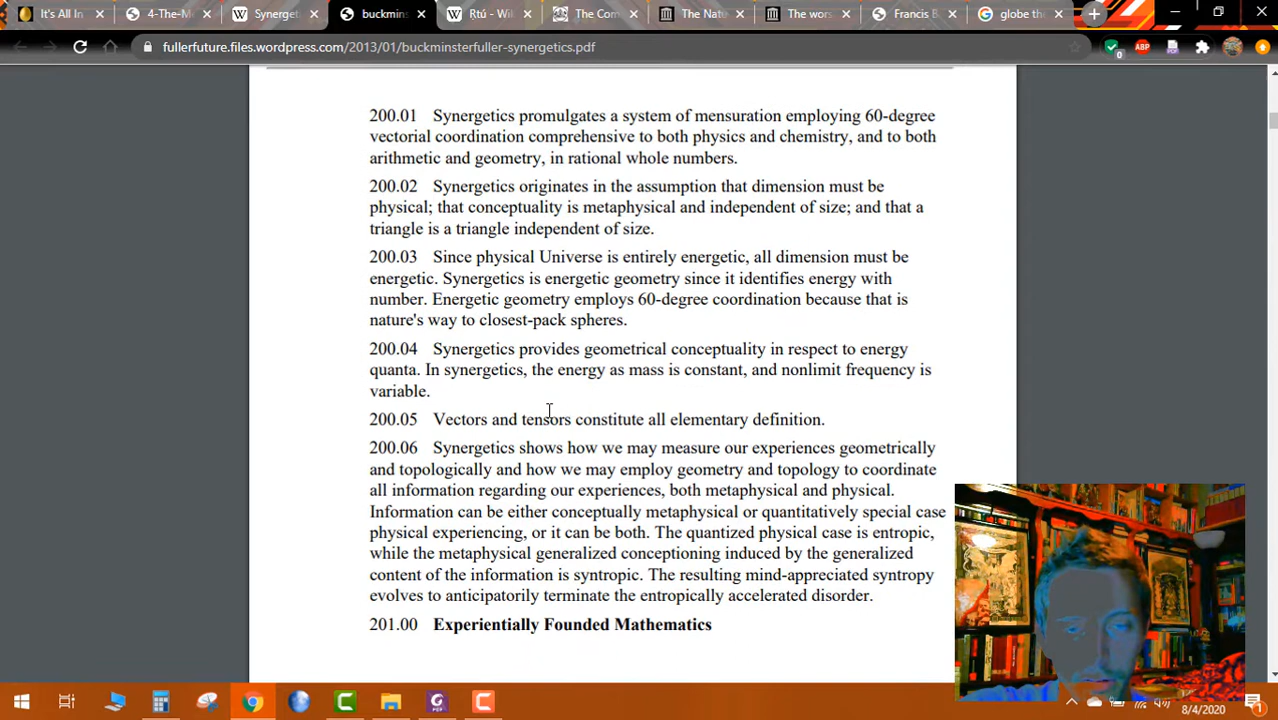 It's All In
4-The-M
Synerget
buckmins
Ṛtú - Wil
The Com
The Nate
The wors
Francis B
globe the
fullerfuture.files.wordpress.com/2013/01/buckminsterfuller-synergetics.pdf
0
ABP
200.01 Synergetics promulgates a system of mensuration employing 60-degree
vectorial coordination comprehensive to both physics and chemistry, and to both
arithmetic and geometry, in rational whole numbers.
200.02 Synergetics originates in the assumption that dimension must be
physical; that conceptuality is metaphysical and independent of size; and that a
triangle is a triangle independent of size.
200.03 Since physical Universe is entirely energetic, all dimension must be
energetic. Synergetics is energetic geometry since it identifies energy with
number. Energetic geometry employs 60-degree coordination because that is
nature's way to closest-pack spheres.
200.04 Synergetics provides geometrical conceptuality in respect to energy
quanta. In synergetics, the energy as mass is constant, and nonlimit frequency is
variable.
200.05 Vectors and tensors constitute all elementary definition.
200.06 Synergetics shows how we may measure our experiences geometrically
and topologically and how we may employ geometry and topology to coordinate
all information regarding our experiences, both metaphysical and physical.
Information can be either conceptually metaphysical or quantitatively special case
physical experiencing, or it can be both. The quantized physical case is entropic,
while the metaphysical generalized conceptioning induced by the generalized
content of the information is syntropic. The resulting mind-appreciated syntropy
evolves to anticipatorily terminate the entropically accelerated disorder.
201.00 Experientially Founded Mathematics
8/4/2020
1